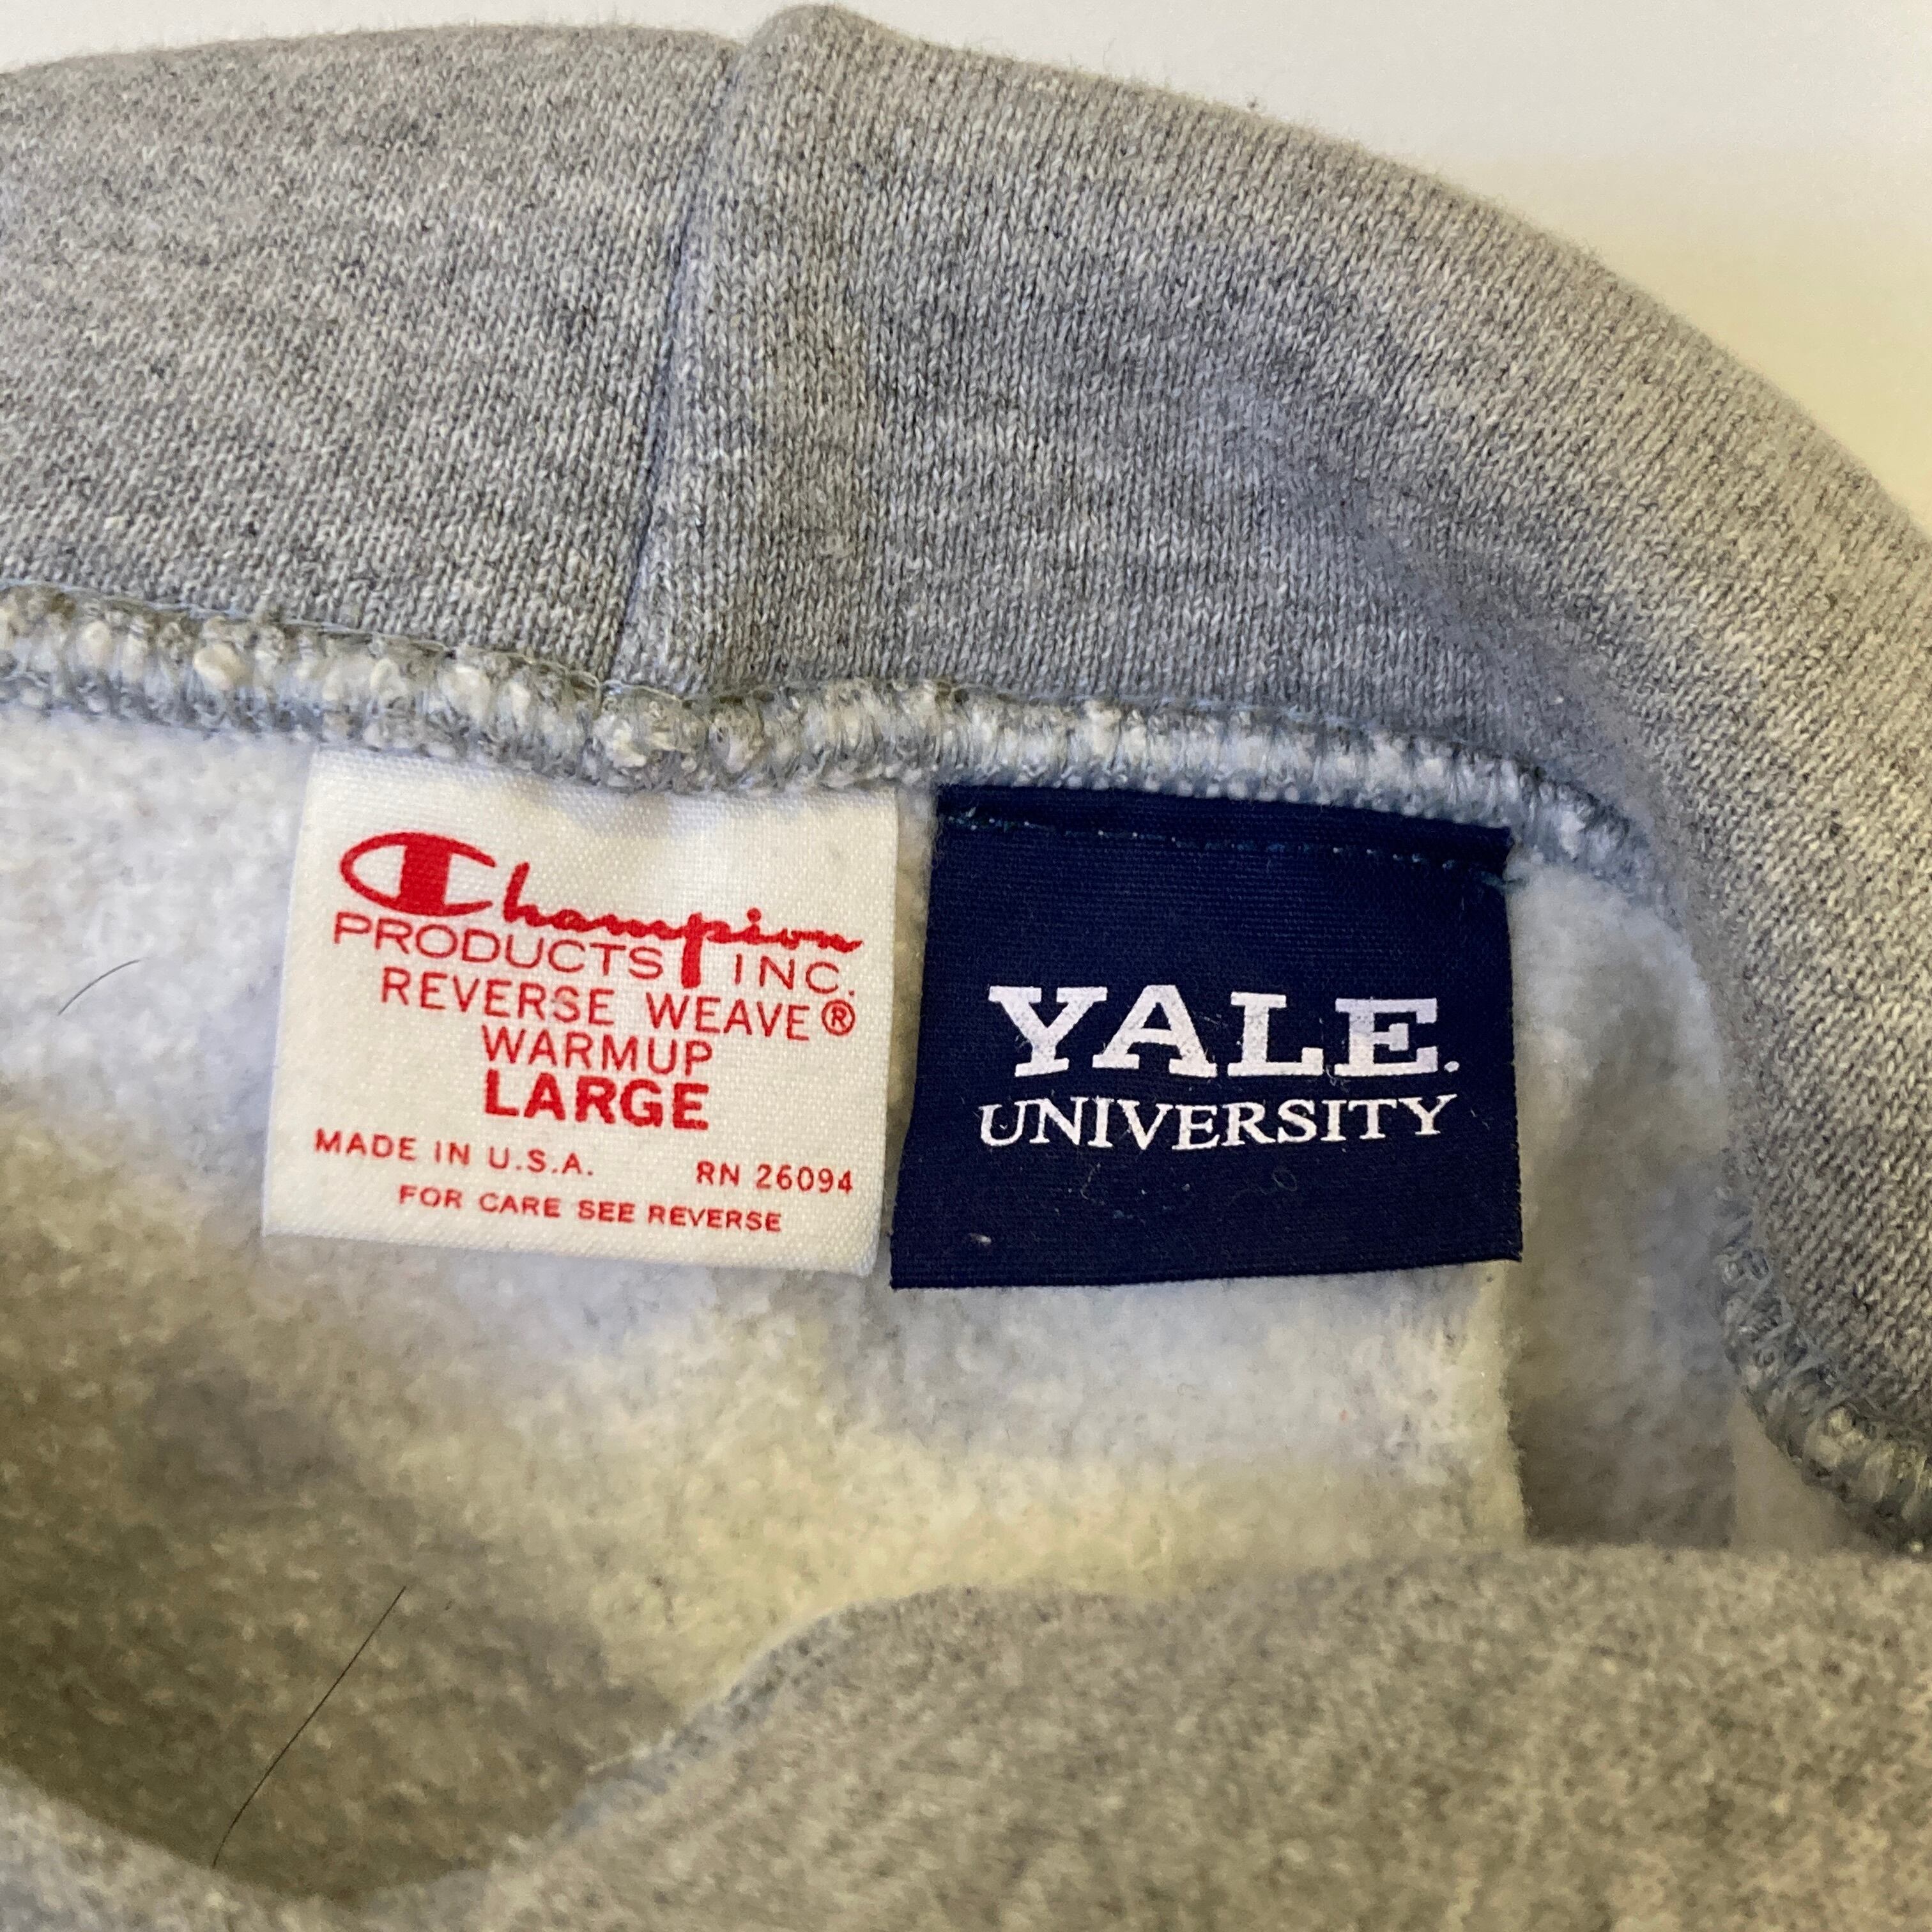 Champion
PRODUCTS INC.
REVERSE WEAVE®
WARMUP
LARGE
MADE IN U.S.A. RN 26094
FOR CARE SEE REVERSE
YALE.
UNIVERSITY